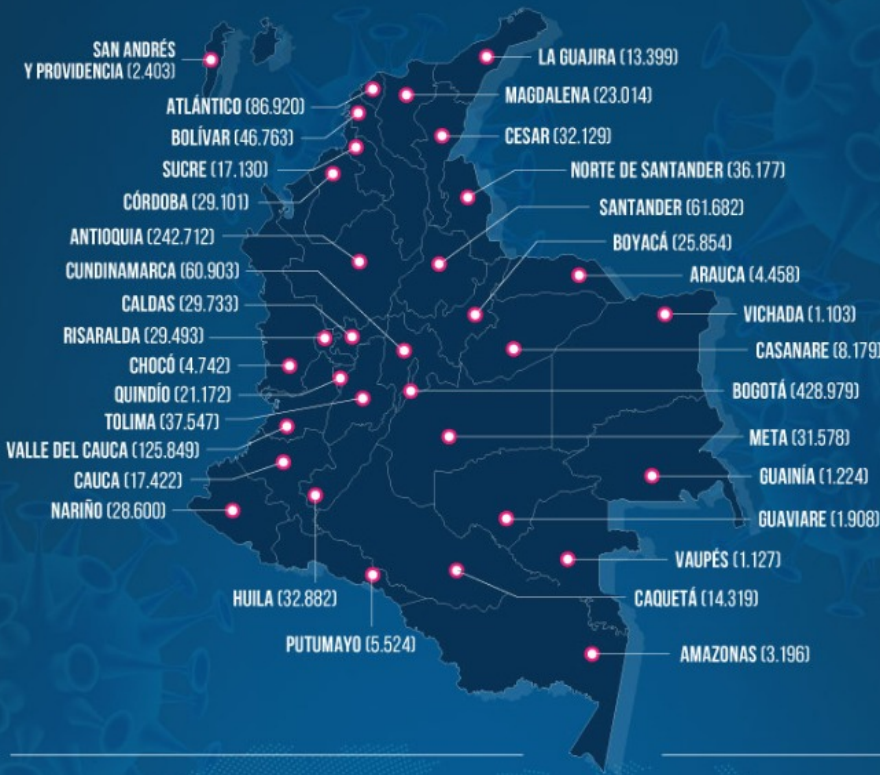 SAN ANDRÉS
Y PROVIDENCIA (2.403)
ATLÁNTICO (86.920)
BOLÍVAR (46.763)
SUCRE (17.130)
CÓRDOBA (29.101)
ANTIOQUIA (242.712)
CUNDINAMARCA (60.903)
CALDAS (29.733)
RISARALDA (29.493)
CHOCÓ (4.742)
QUINDÍO (21.172)
TOLIMA (37.547)
VALLE DEL CAUCA (125.849)
CAUCA (17.422)
NARIÑO (28.600)
HUILA (32.882)
PUTUMAYO (5.524)
LA GUAJIRA (13.399)
MAGDALENA (23.014)
CESAR (32.129)
NORTE DE SANTANDER (36.177)
SANTANDER (61.682)
BOYACÁ (25.854)
ARAUCA (4.458)
VICHADA (1.103)
CASANARE (8.179)
BOGOTÁ (428.979)
META (31.578)
GUAINÍA (1.224)
GUAVIARE (1.908)
VAUPÉS (1.127)
CAQUETÁ (14.319)
AMAZONAS (3.196)